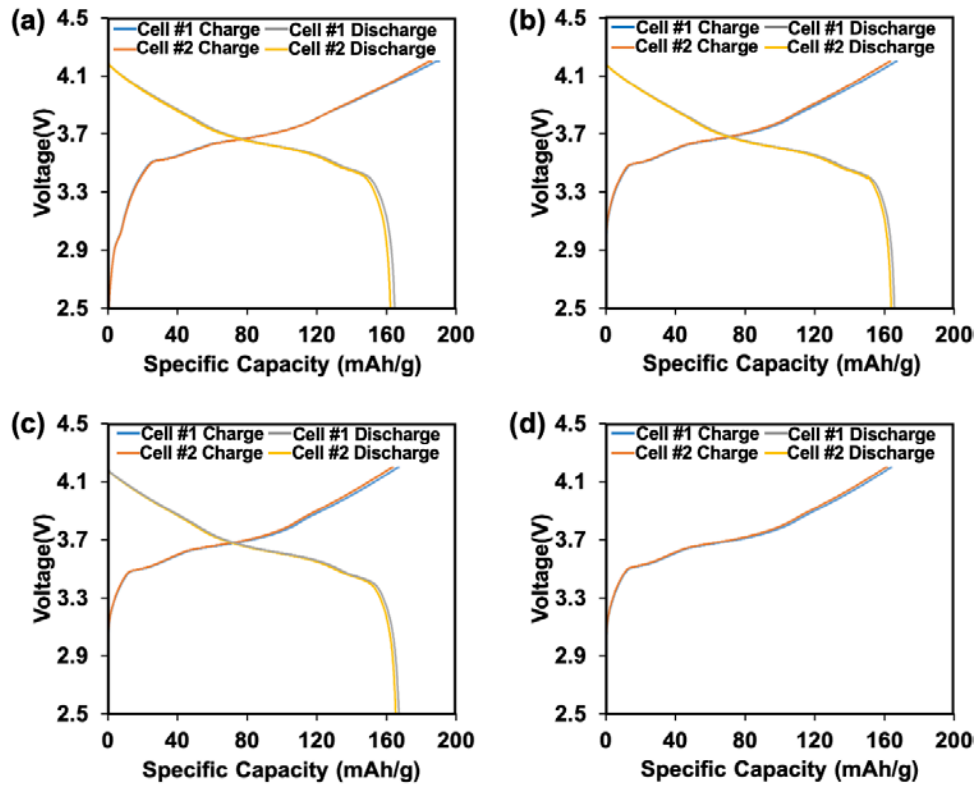 (a)
Cell #1 Charge
Cell #1 Discharge
Cell #2 Charge
Cell #2 Discharge
4.5
4.1
3.7
3.3
2.9
2.5
Voltage(V)
0 40 80 120 160 200
Specific Capacity (mAh/g)
(b)
Cell #1 Charge
Cell #1 Discharge
Cell #2 Charge
Cell #2 Discharge
4.5
4.1
3.7
3.3
2.9
2.5
Voltage(V)
0 40 80 120 160 200
Specific Capacity (mAh/g)
(c)
Cell #1 Charge
Cell #1 Discharge
Cell #2 Charge
Cell #2 Discharge
4.5
4.1
3.7
3.3
2.9
2.5
Voltage(V)
0 40 80 120 160 200
Specific Capacity (mAh/g)
(d)
Cell #1 Charge
Cell #1 Discharge
Cell #2 Charge
Cell #2 Discharge
4.5
4.1
3.7
3.3
2.9
2.5
Voltage(V)
0 40 80 120 160 200
Specific Capacity (mAh/g)